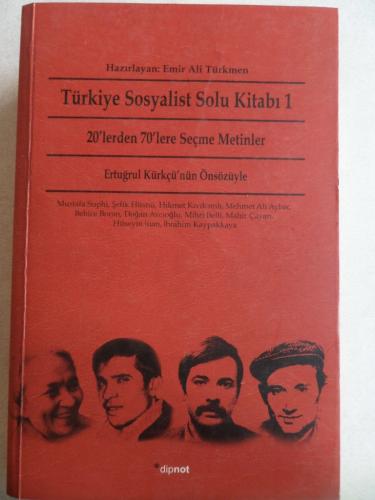 Hazırlayan: Emir Ali Türkmen
Türkiye Sosyalist Solu Kitabı 1
20'lerden 70'lere Seçme Metinler
Ertuğrul Kürkçü'nün Önsözüyle
Mustafa Suphi, Şefik Hüsnü, Hikmet Kıvılcımlı, Mehmet Ali Aybar,
Behice Boran, Doğan Avcıoğlu, Mihri Belli, Mahir Çayan,
Hüseyin İnan, İbrahim Kaypakkaya
*dipnot